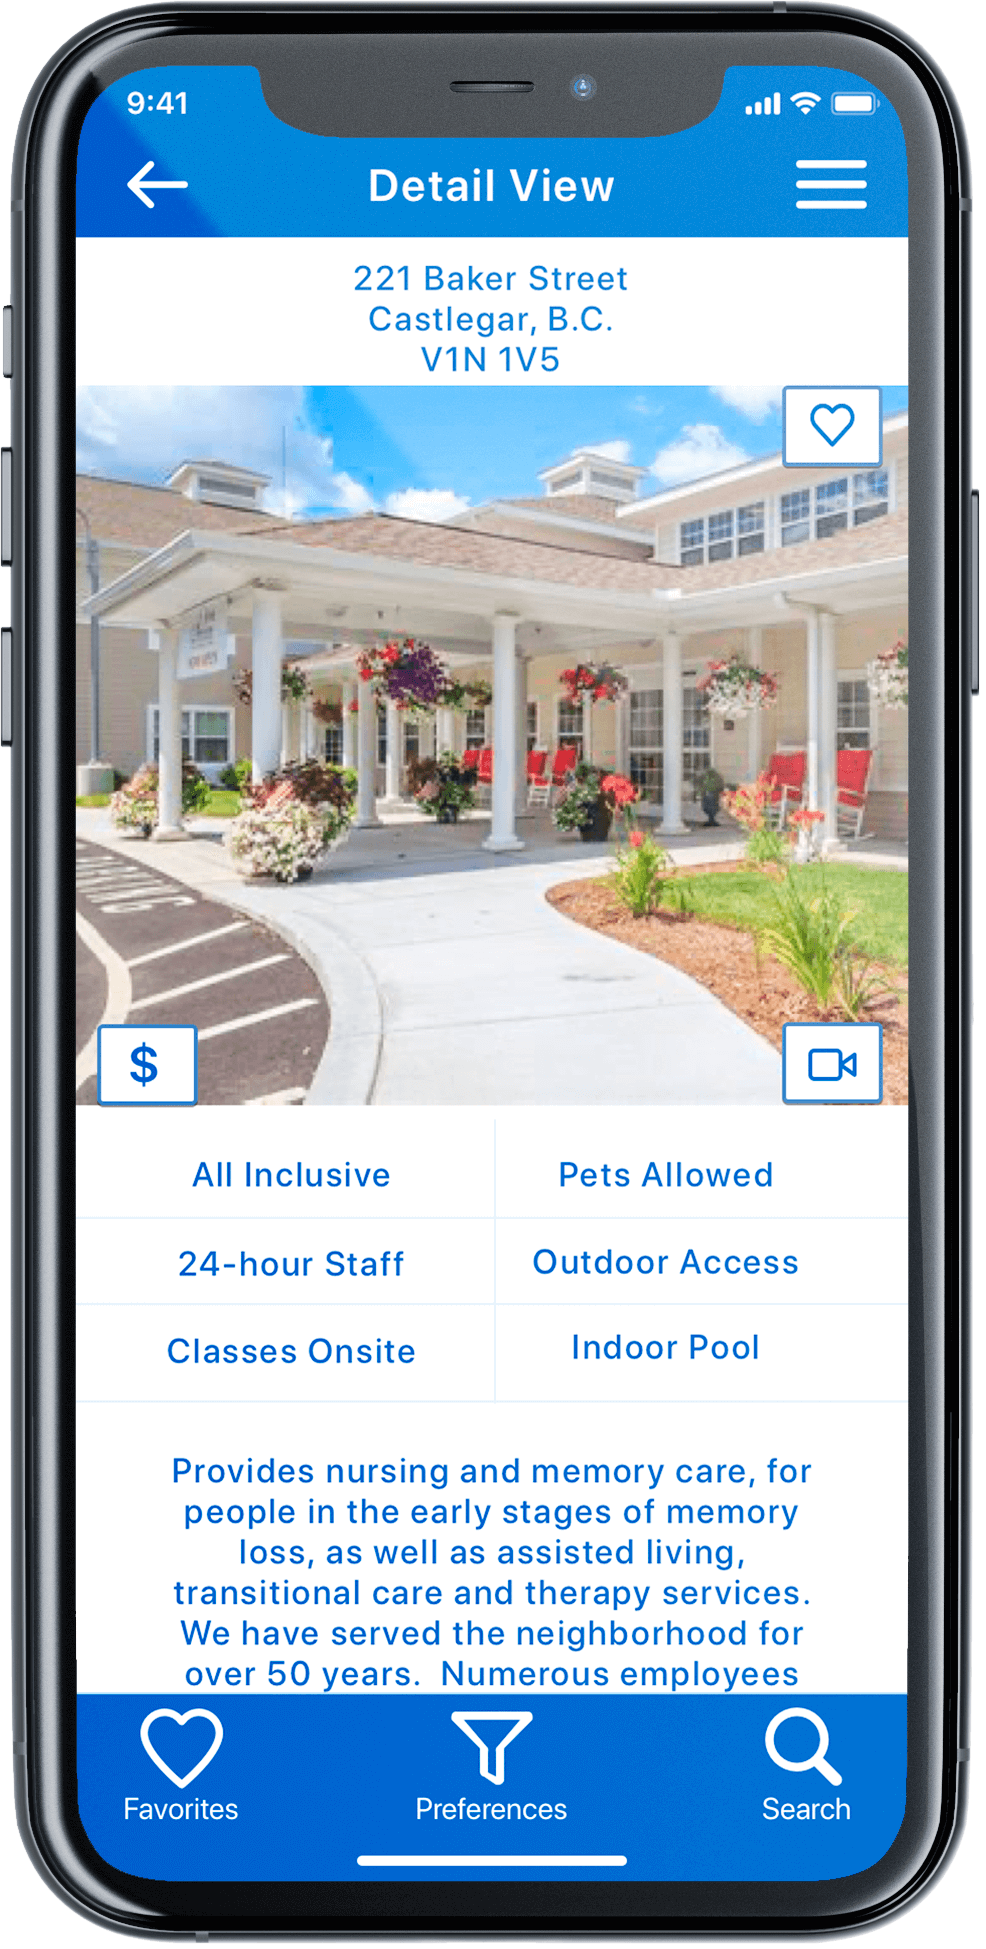 9:41
Detail View
221 Baker Street
Castlegar, B.C.
V1N 1V5
$
All Inclusive
Pets Allowed
24-hour Staff
Outdoor Access
Classes Onsite
Indoor Pool
Provides nursing and memory care, for
people in the early stages of memory
loss, as well as assisted living,
transitional care and therapy services.
We have served the neighborhood for
over 50 years.  Numerous employees
Favorites
Preferences
Search